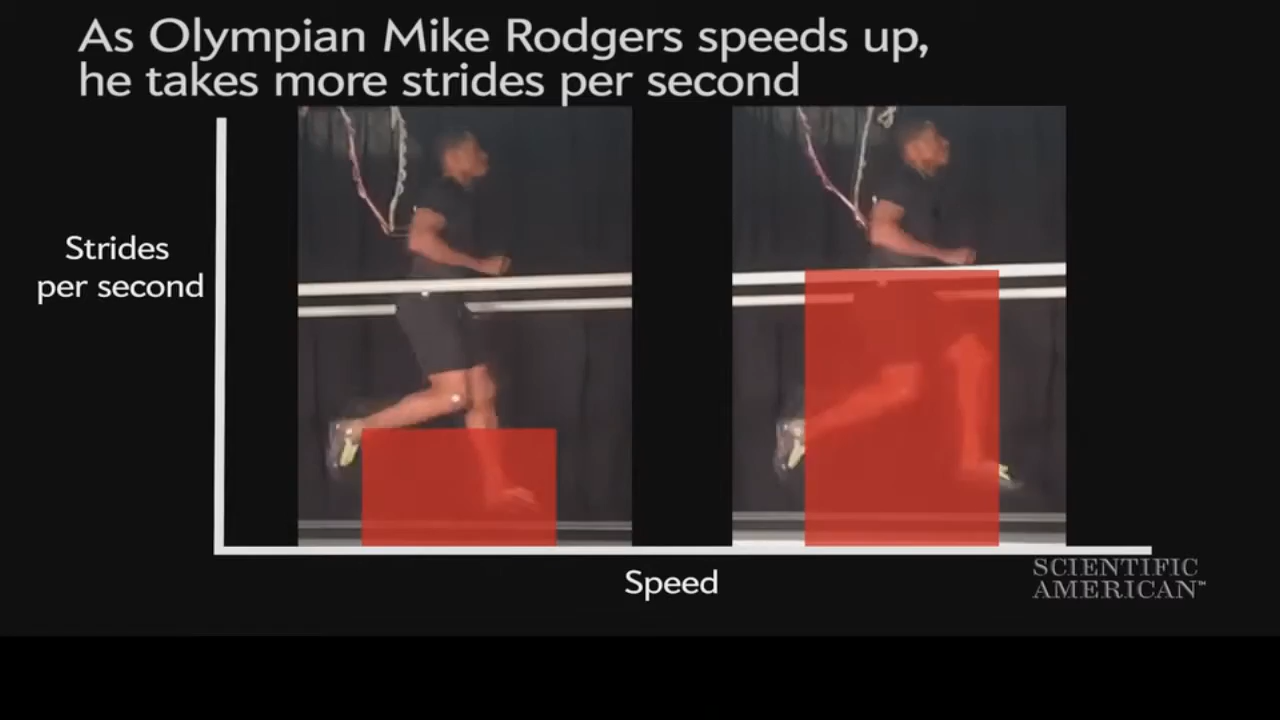 As Olympian Mike Rodgers speeds up,
he takes more strides per second
Strides
per second
Speed
SCIENTIFIC
AMERICAN™